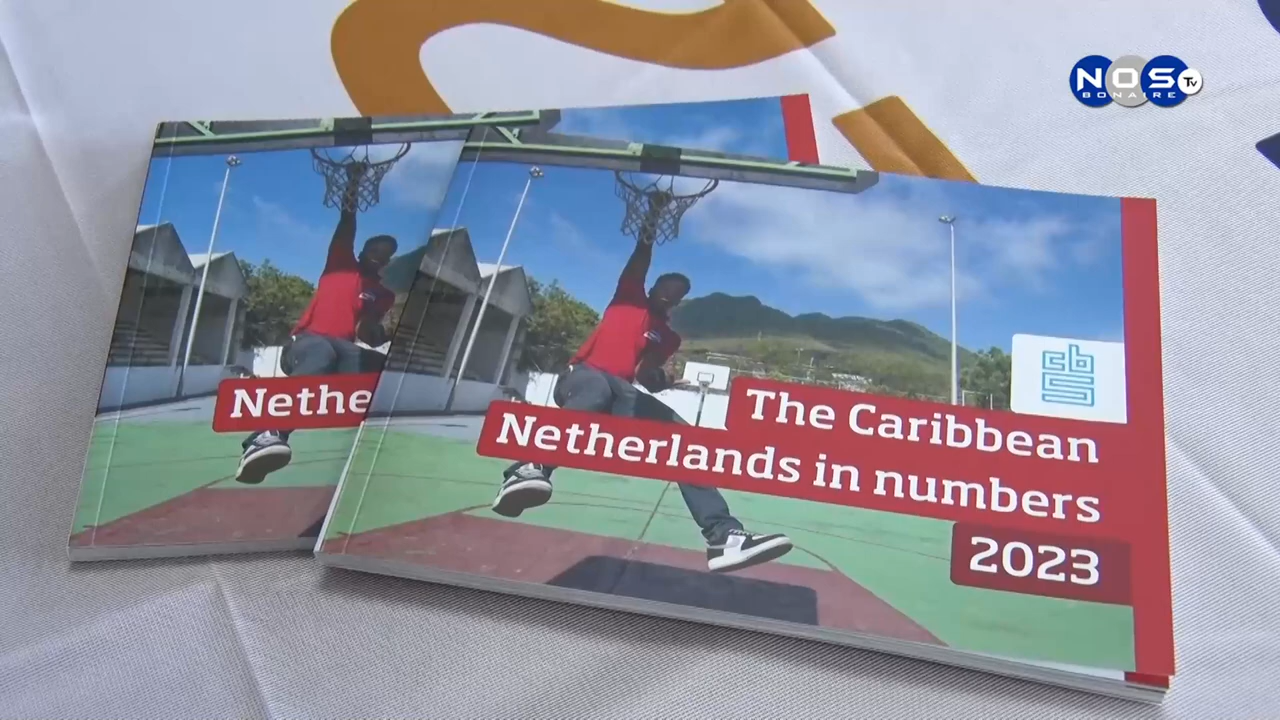 NOS TV
BONAIRE
Nethe
The Caribbean
Netherlands in numbers
2023
cbs